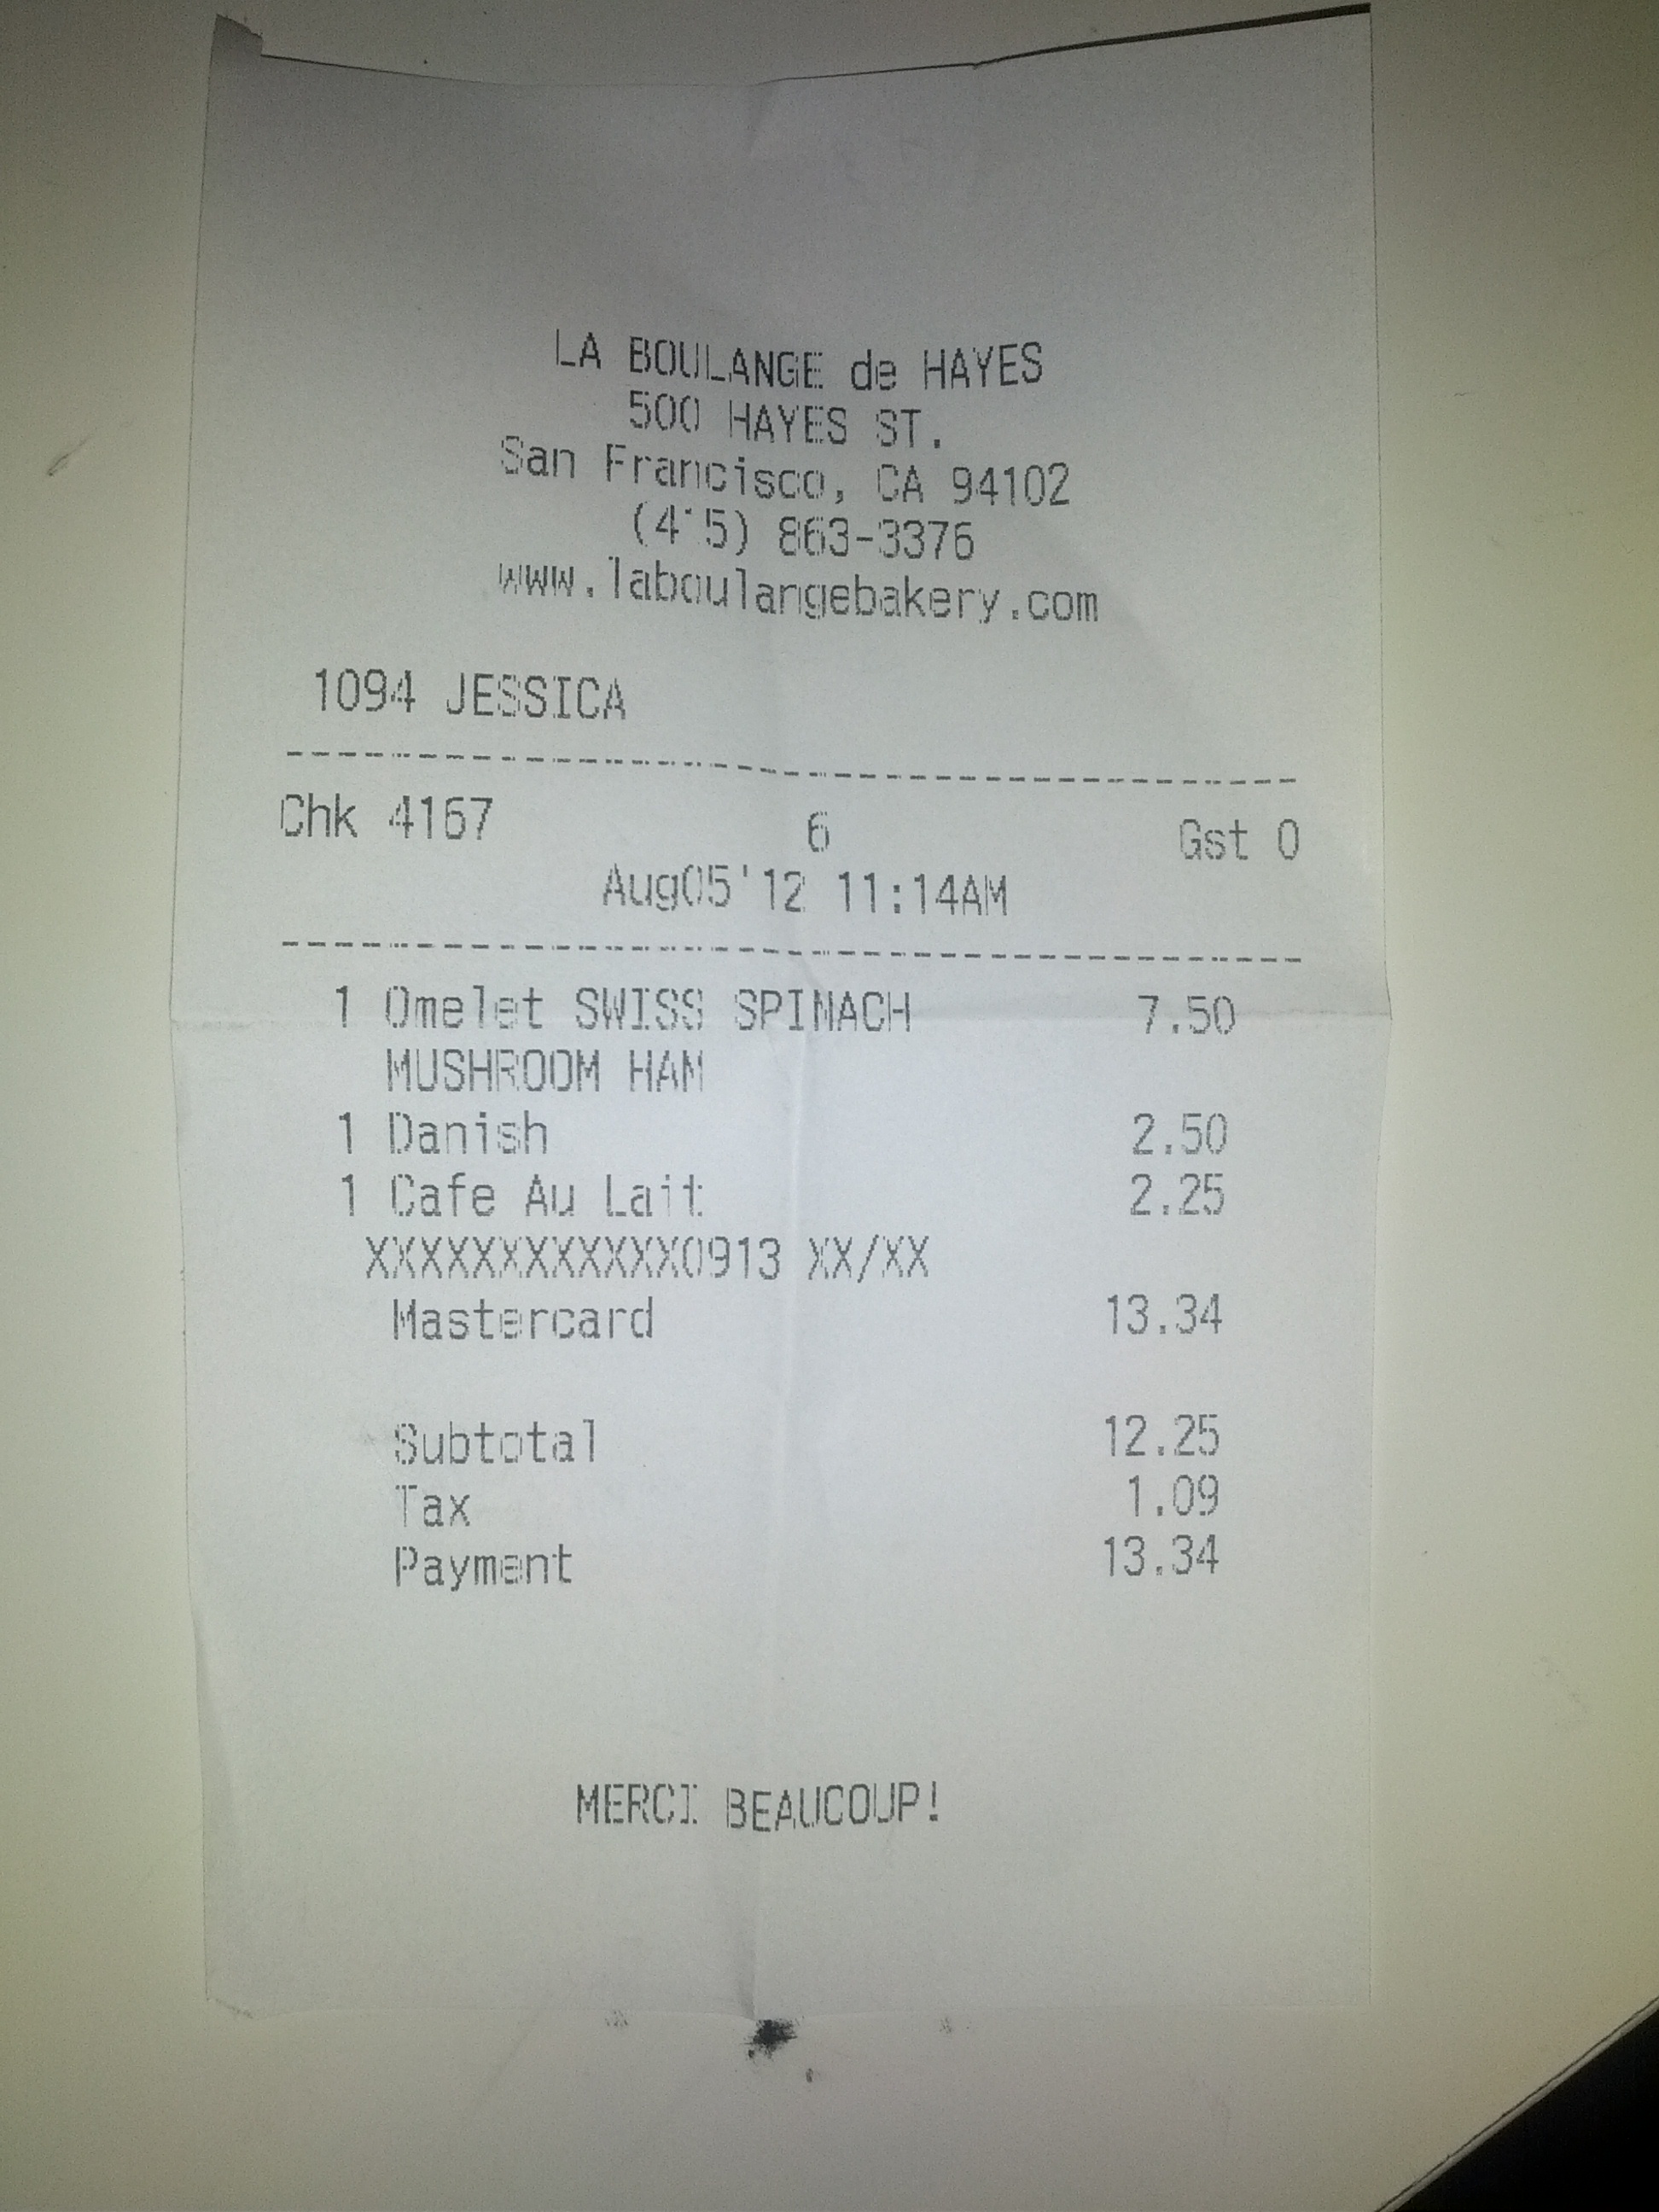 LA BOULANGE de HAYES
500 HAYES ST.
San Francisco, CA 94102
(415) 863-3376
www.laboulangebakery.com
1094 JESSICA
Chk 4167 6 Gst 0
Aug05'12 11:14AM
1 Omelet SWISS SPINACH 7.50
MUSHROOM HAM
1 Danish 2.50
1 Cafe Au Lait 2.25
XXXXXXXXXXXX0913 XX/XX
Mastercard 13.34
Subtotal 12.25
Tax 1.09
Payment 13.34
MERCI BEAUCOUP!